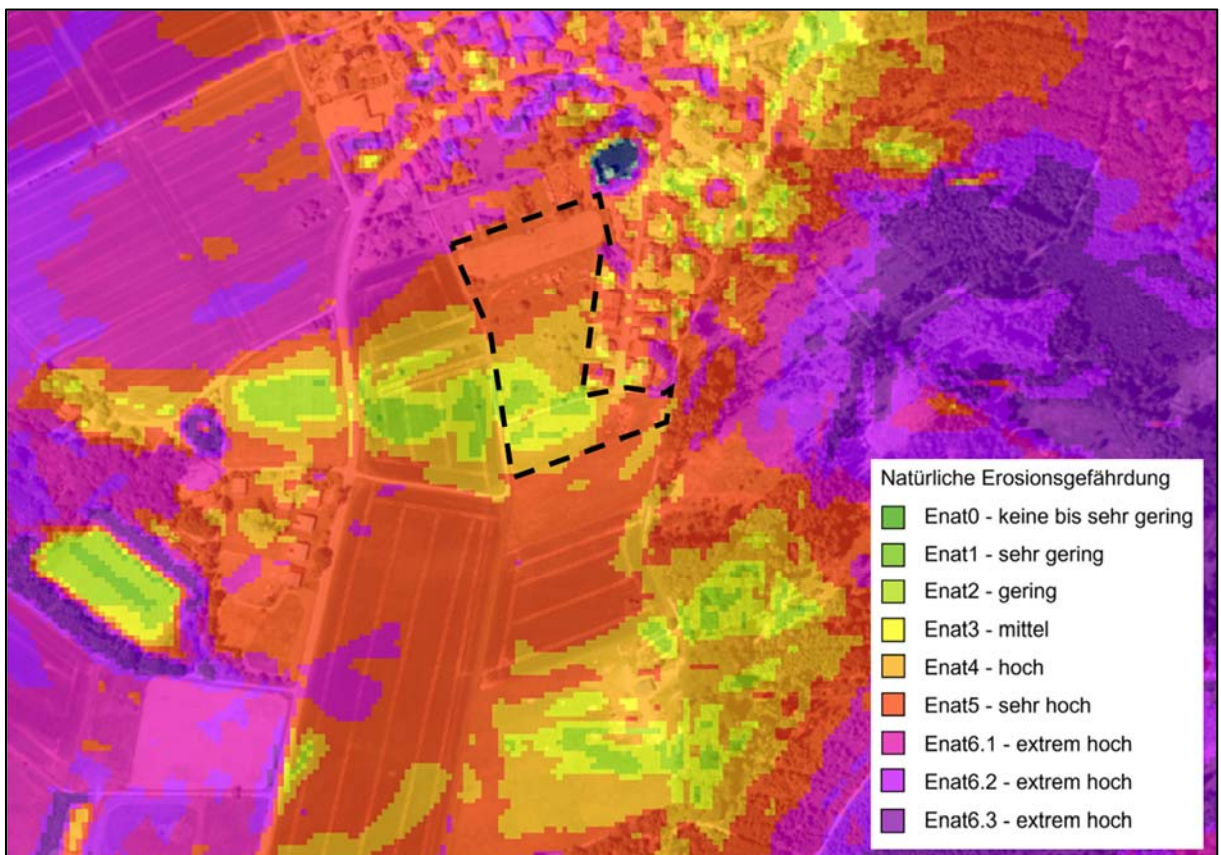 Natürliche Erosionsgefährdung
Enat0 - keine bis sehr gering
Enat1 - sehr gering
Enat2 - gering
Enat3 - mittel
Enat4 - hoch
Enat5 - sehr hoch
Enat6.1 - extrem hoch
Enat6.2 - extrem hoch
Enat6.3 - extrem hoch